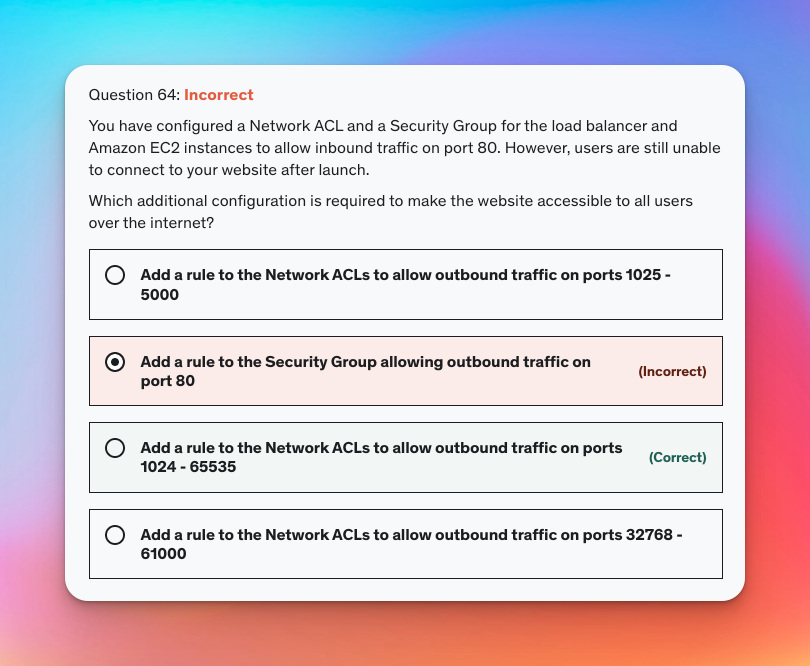 Question 64: Incorrect
You have configured a Network ACL and a Security Group for the load balancer and
Amazon EC2 instances to allow inbound traffic on port 80. However, users are still unable
to connect to your website after launch.
Which additional configuration is required to make the website accessible to all users
over the internet?
Add a rule to the Network ACLs to allow outbound traffic on ports 1025 -
5000
Add a rule to the Security Group allowing outbound traffic on
port 80
(Incorrect)
Add a rule to the Network ACLs to allow outbound traffic on ports
1024 - 65535
(Correct)
Add a rule to the Network ACLs to allow outbound traffic on ports 32768 -
61000